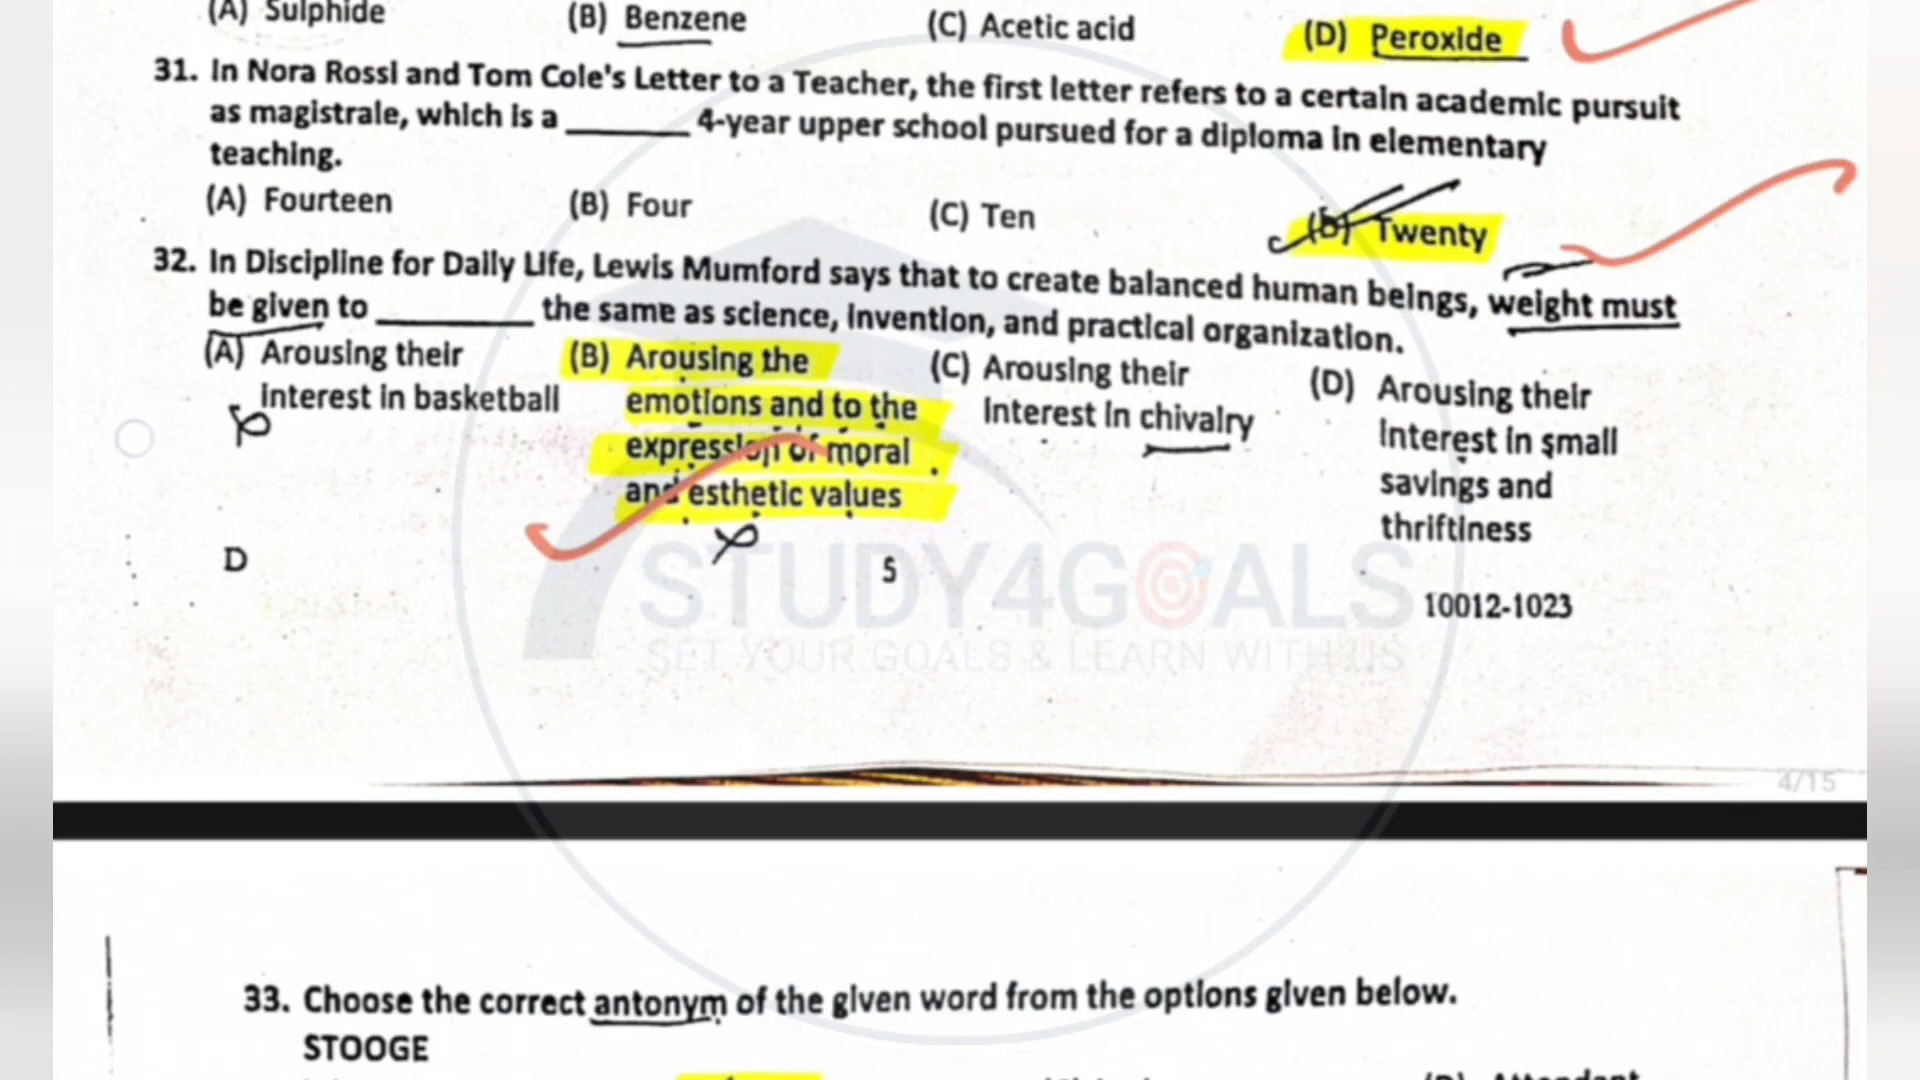 (A) Sulphide (B) Benzene (C) Acetic acid (D) Peroxide
31. In Nora Rossi and Tom Cole's Letter to a Teacher, the first letter refers to a certain academic pursuit
as magistrale, which is a ________ 4-year upper school pursued for a diploma in elementary
teaching.
(A) Fourteen (B) Four (C) Ten (D) Twenty
32. In Discipline for Daily Life, Lewis Mumford says that to create balanced human beings, weight must
be given to __________ the same as science, invention, and practical organization.
(A) Arousing their (B) Arousing the (C) Arousing their (D) Arousing their
interest in basketball emotions and to the interest in chivalry interest in small
expression of moral savings and
and esthetic values thriftiness
D 5
10012-1023
STUDY4GOALS
SET YOUR GOALS & LEARN WITH US
4/15
33. Choose the correct antonym of the given word from the options given below.
STOOGE
(D) Attendant